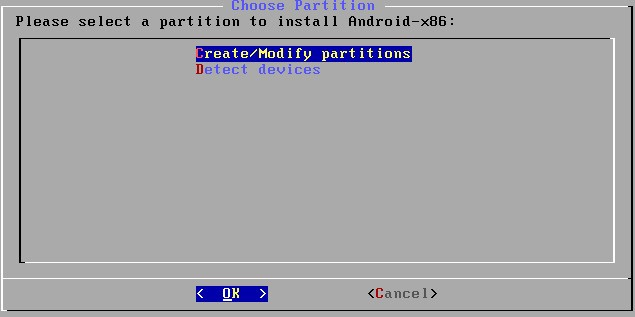 Choose Partition
Please select a partition to install Android-x86:
Create/Modify partitions
Detect devices
< OK > <Cancel>